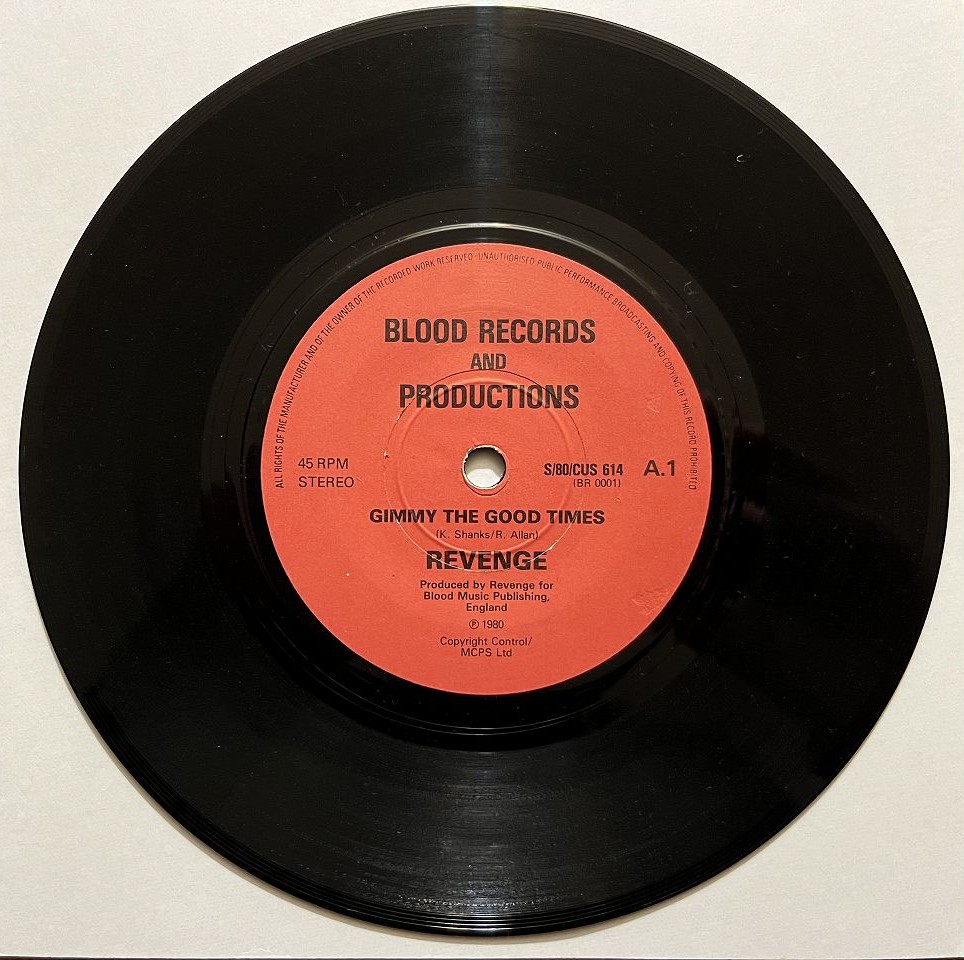 ALL RIGHTS OF THE MANUFACTURER AND OF THE OWNER OF THE RECORDED WORK RESERVED-UNAUTHORISED PUBLIC PERFORMANCE BROADCASTING AND COPYING OF THIS RECORD PROHIBITED
BLOOD RECORDS
AND
PRODUCTIONS
45 RPM
STEREO
S/80/CUS 614
(BR 0001)
A.1
GIMMY THE GOOD TIMES
(K. Shanks/R. Allan)
REVENGE
Produced by Revenge for
Blood Music Publishing,
England
℗ 1980
Copyright Control/
MCPS Ltd